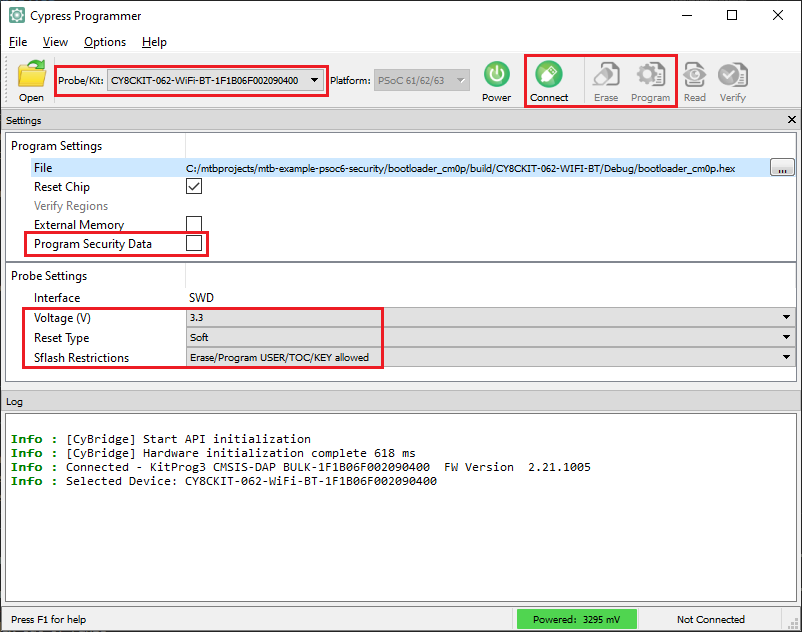 Cypress Programmer
File View Options Help
Open Probe/Kit: CY8CKIT-062-WiFi-BT-1F1B06F002090400 Platform: PSoC 61/62/63 Power Connect Erase Program Read Verify
Settings
Program Settings
File C:/mtbprojects/mtb-example-psoc6-security/bootloader_cm0p/build/CY8CKIT-062-WIFI-BT/Debug/bootloader_cm0p.hex ...
Reset Chip
Verify Regions
External Memory
Program Security Data
Probe Settings
Interface SWD
Voltage (V) 3.3
Reset Type Soft
Sflash Restrictions Erase/Program USER/TOC/KEY allowed
Log
Info : [CyBridge] Start API initialization
Info : [CyBridge] Hardware initialization complete 618 ms
Info : Connected - KitProg3 CMSIS-DAP BULK-1F1B06F002090400 FW Version 2.21.1005
Info : Selected Device: CY8CKIT-062-WiFi-BT-1F1B06F002090400
Press F1 for help Powered: 3295 mV Not Connected